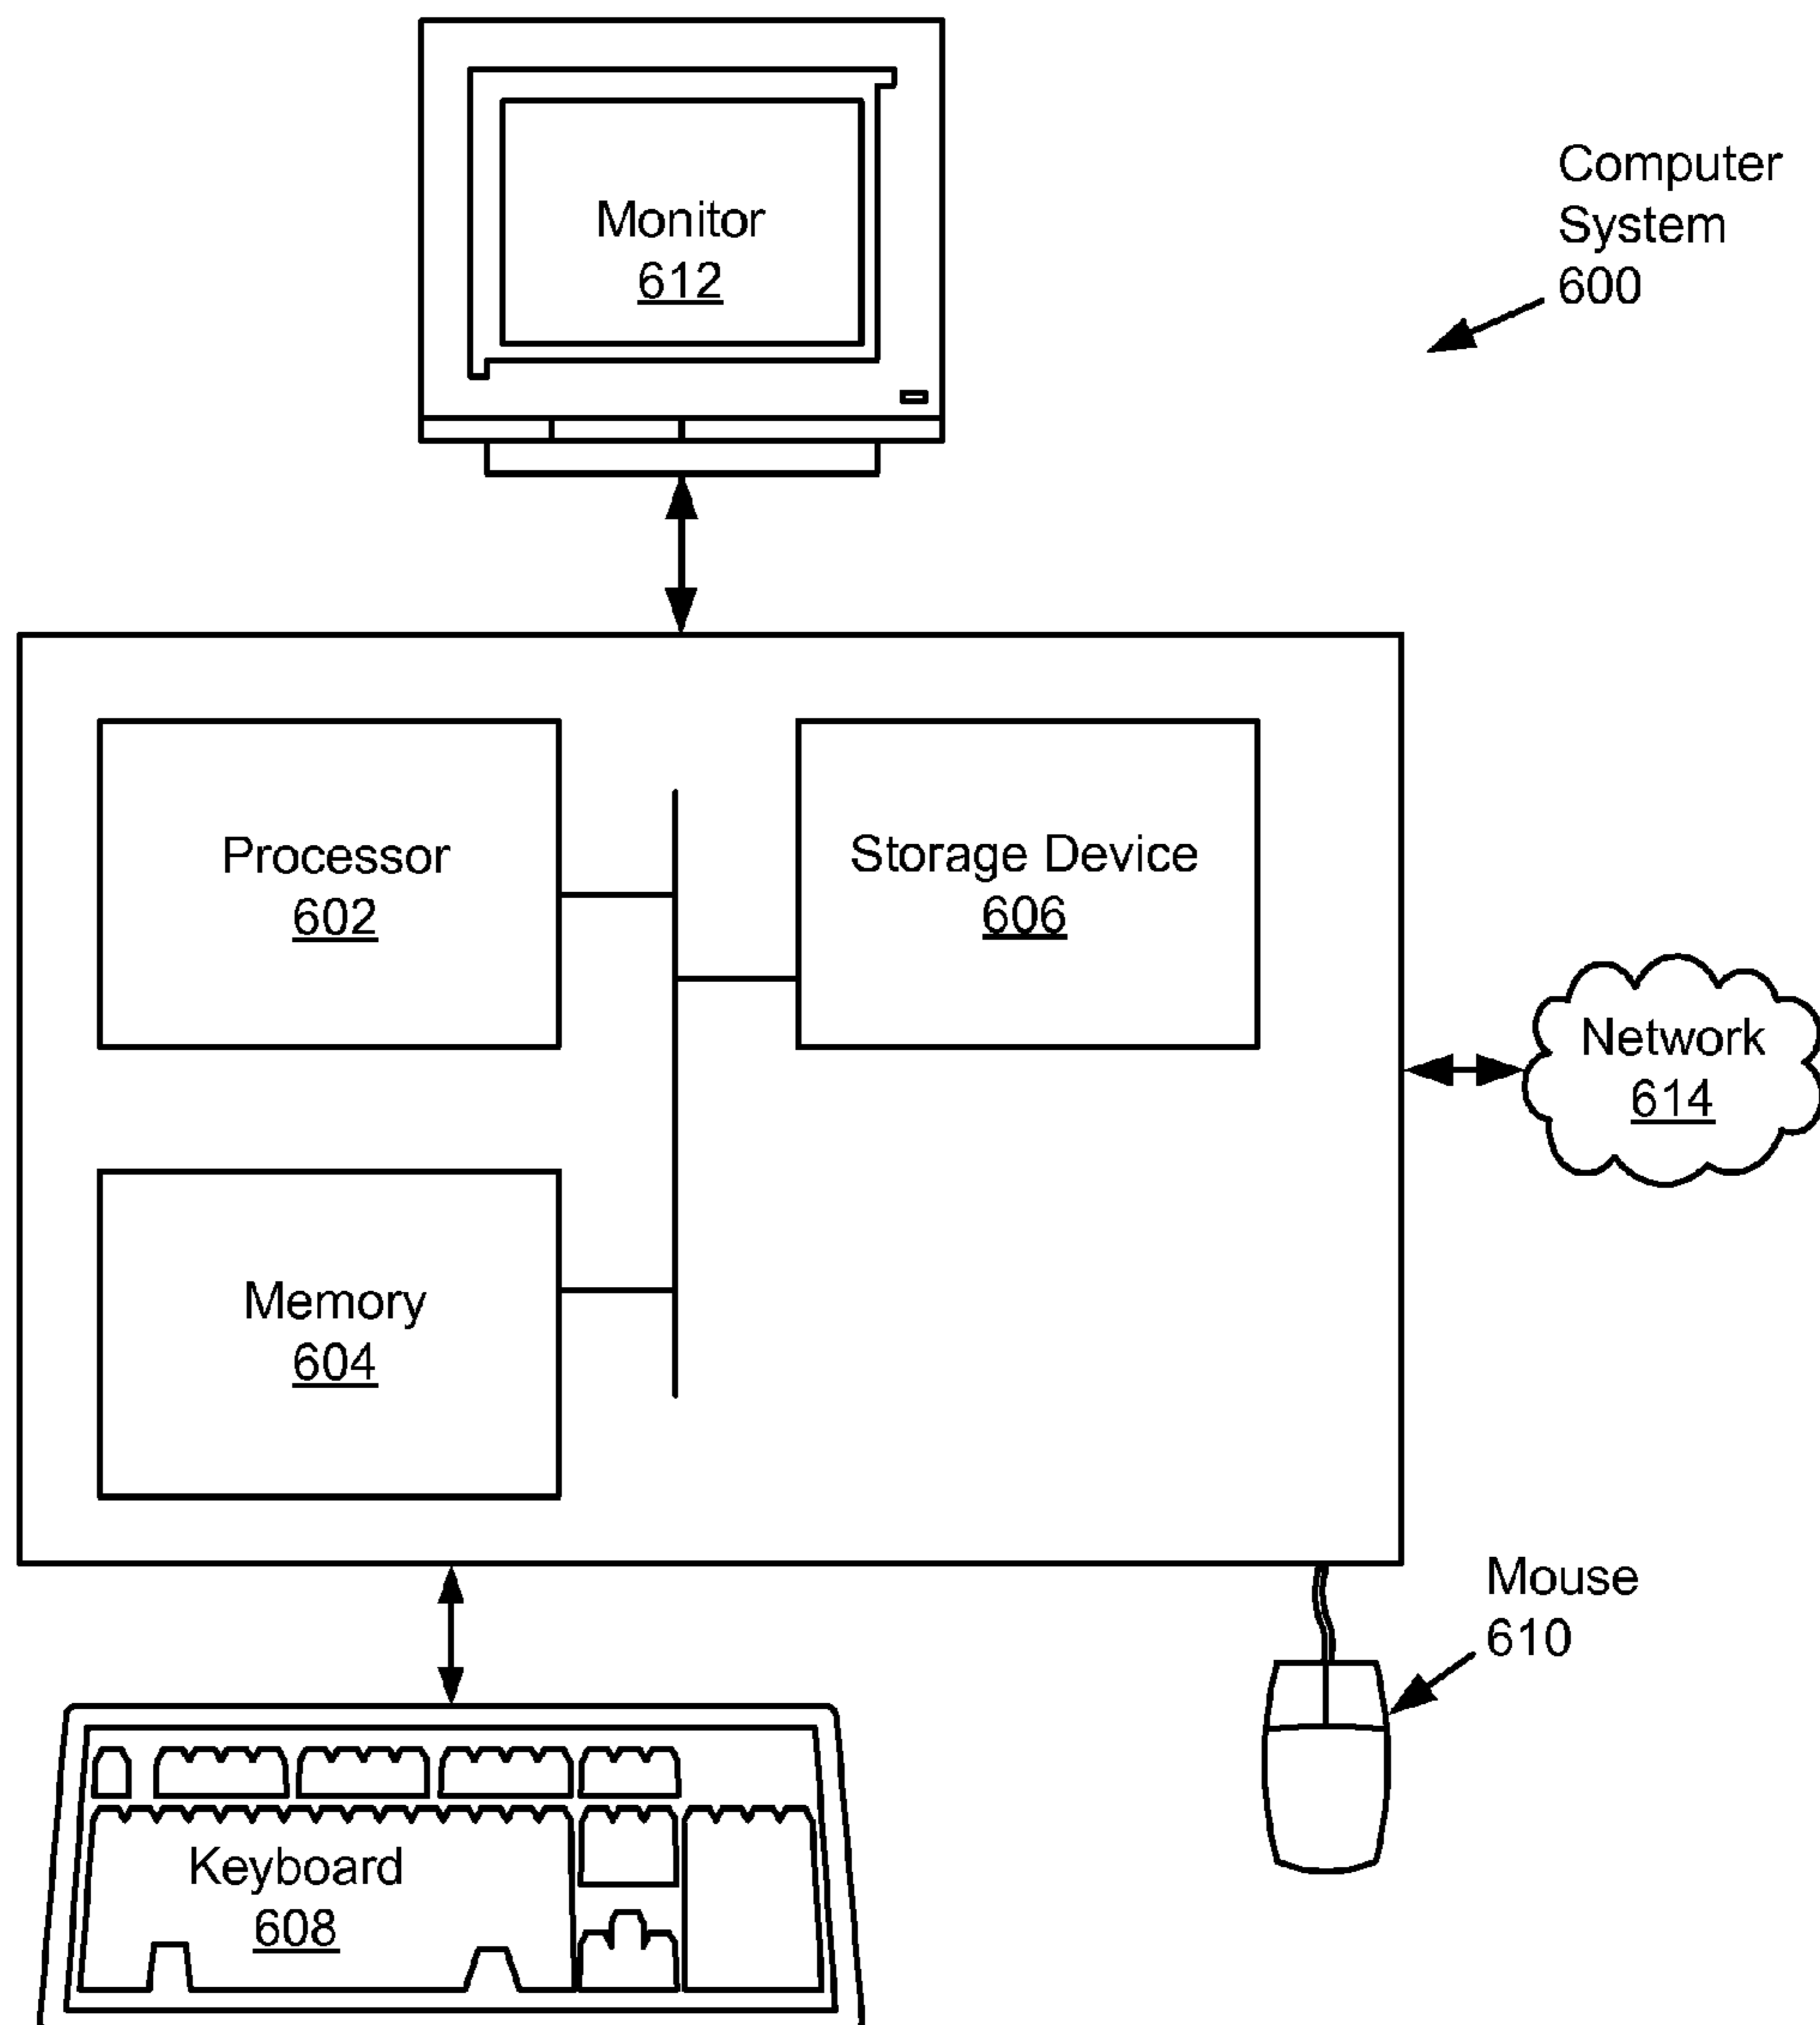 Monitor
612
Computer
System
600
Processor
602
Storage Device
606
Network
614
Memory
604
Mouse
610
Keyboard
608